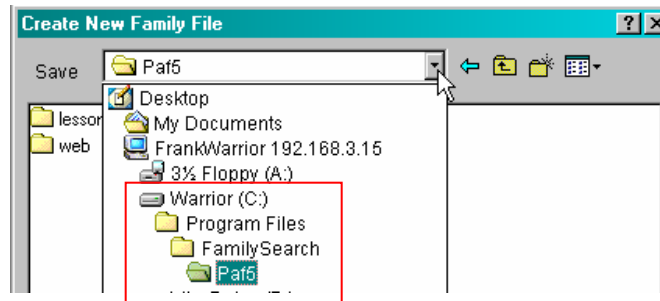 Create New Family File
Save Paf5
Desktop
lesson My Documents
web FrankWarrior 192.168.3.15
3½ Floppy (A:)
Warrior (C:)
Program Files
FamilySearch
Paf5